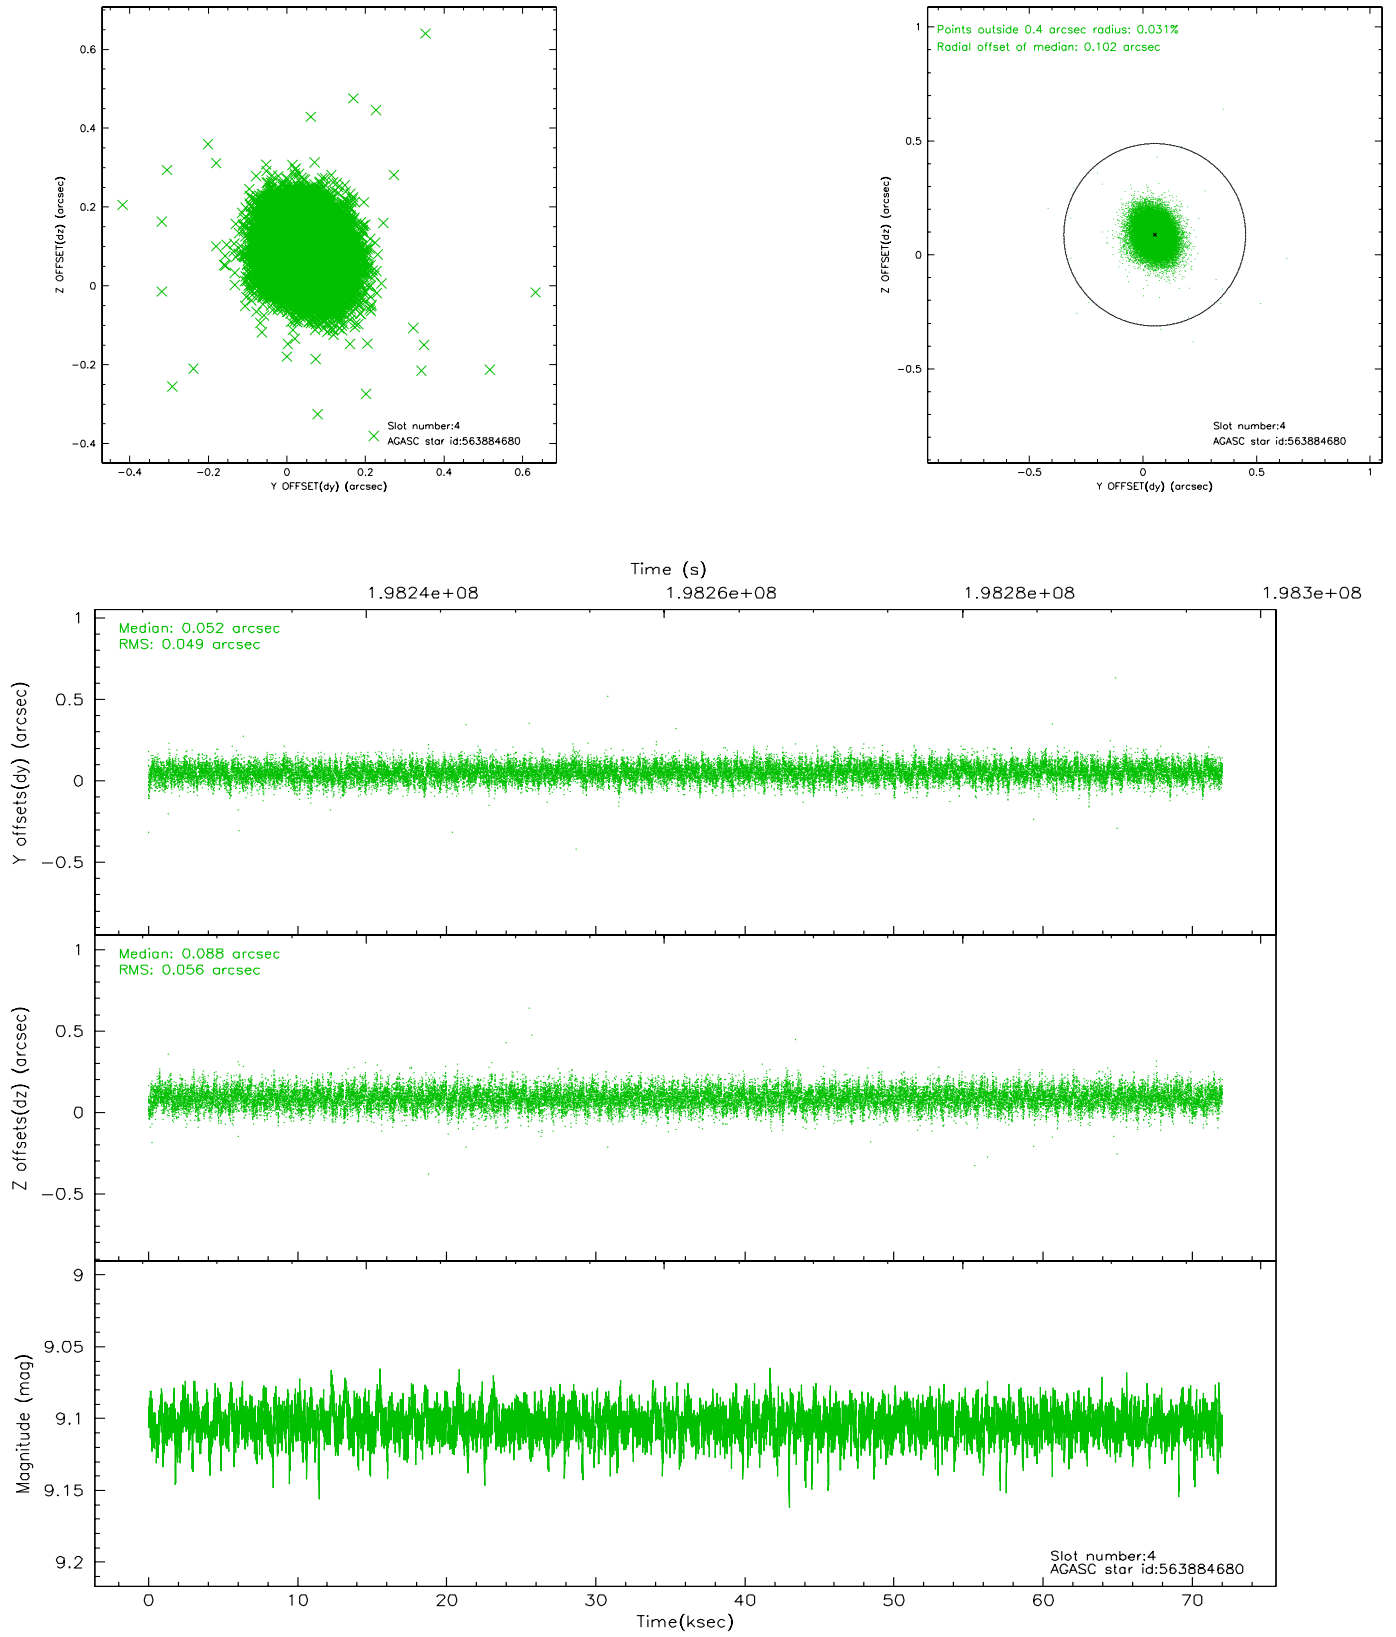 0.6
0.4
0.2
0
−0.2
−0.4
Z OFFSET(dz) (arcsec)
Slot number:4
AGASC star id:563884680
−0.4 −0.2 0 0.2 0.4 0.6
Y OFFSET(dy) (arcsec)
Points outside 0.4 arcsec radius: 0.031%
Radial offset of median: 0.102 arcsec
1
0.5
0
−0.5
Z OFFSET(dz) (arcsec)
Slot number:4
AGASC star id:563884680
−0.5 0 0.5 1
Y OFFSET(dy) (arcsec)
Time (s)
1.9824e+08 1.9826e+08 1.9828e+08 1.983e+08
Median: 0.052 arcsec
RMS: 0.049 arcsec
1
0.5
0
−0.5
Y offsets(dy) (arcsec)
Median: 0.088 arcsec
RMS: 0.056 arcsec
1
0.5
0
−0.5
Z offsets(dz) (arcsec)
9
9.05
9.1
9.15
9.2
Magnitude (mag)
Slot number:4
AGASC star id:563884680
0 10 20 30 40 50 60 70
Time(ksec)